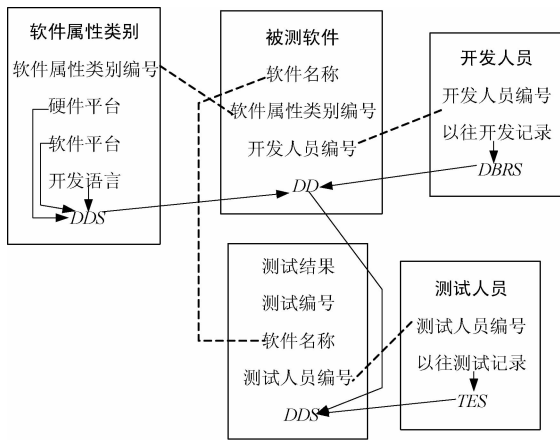 软件属性类别
软件属性类别编号
硬件平台
软件平台
开发语言
DDS
被测软件
软件名称
软件属性类别编号
开发人员编号
DD
开发人员
开发人员编号
以往开发记录
DBRS
测试结果
测试编号
软件名称
测试人员编号
DDS
测试人员
测试人员编号
以往测试记录
TES